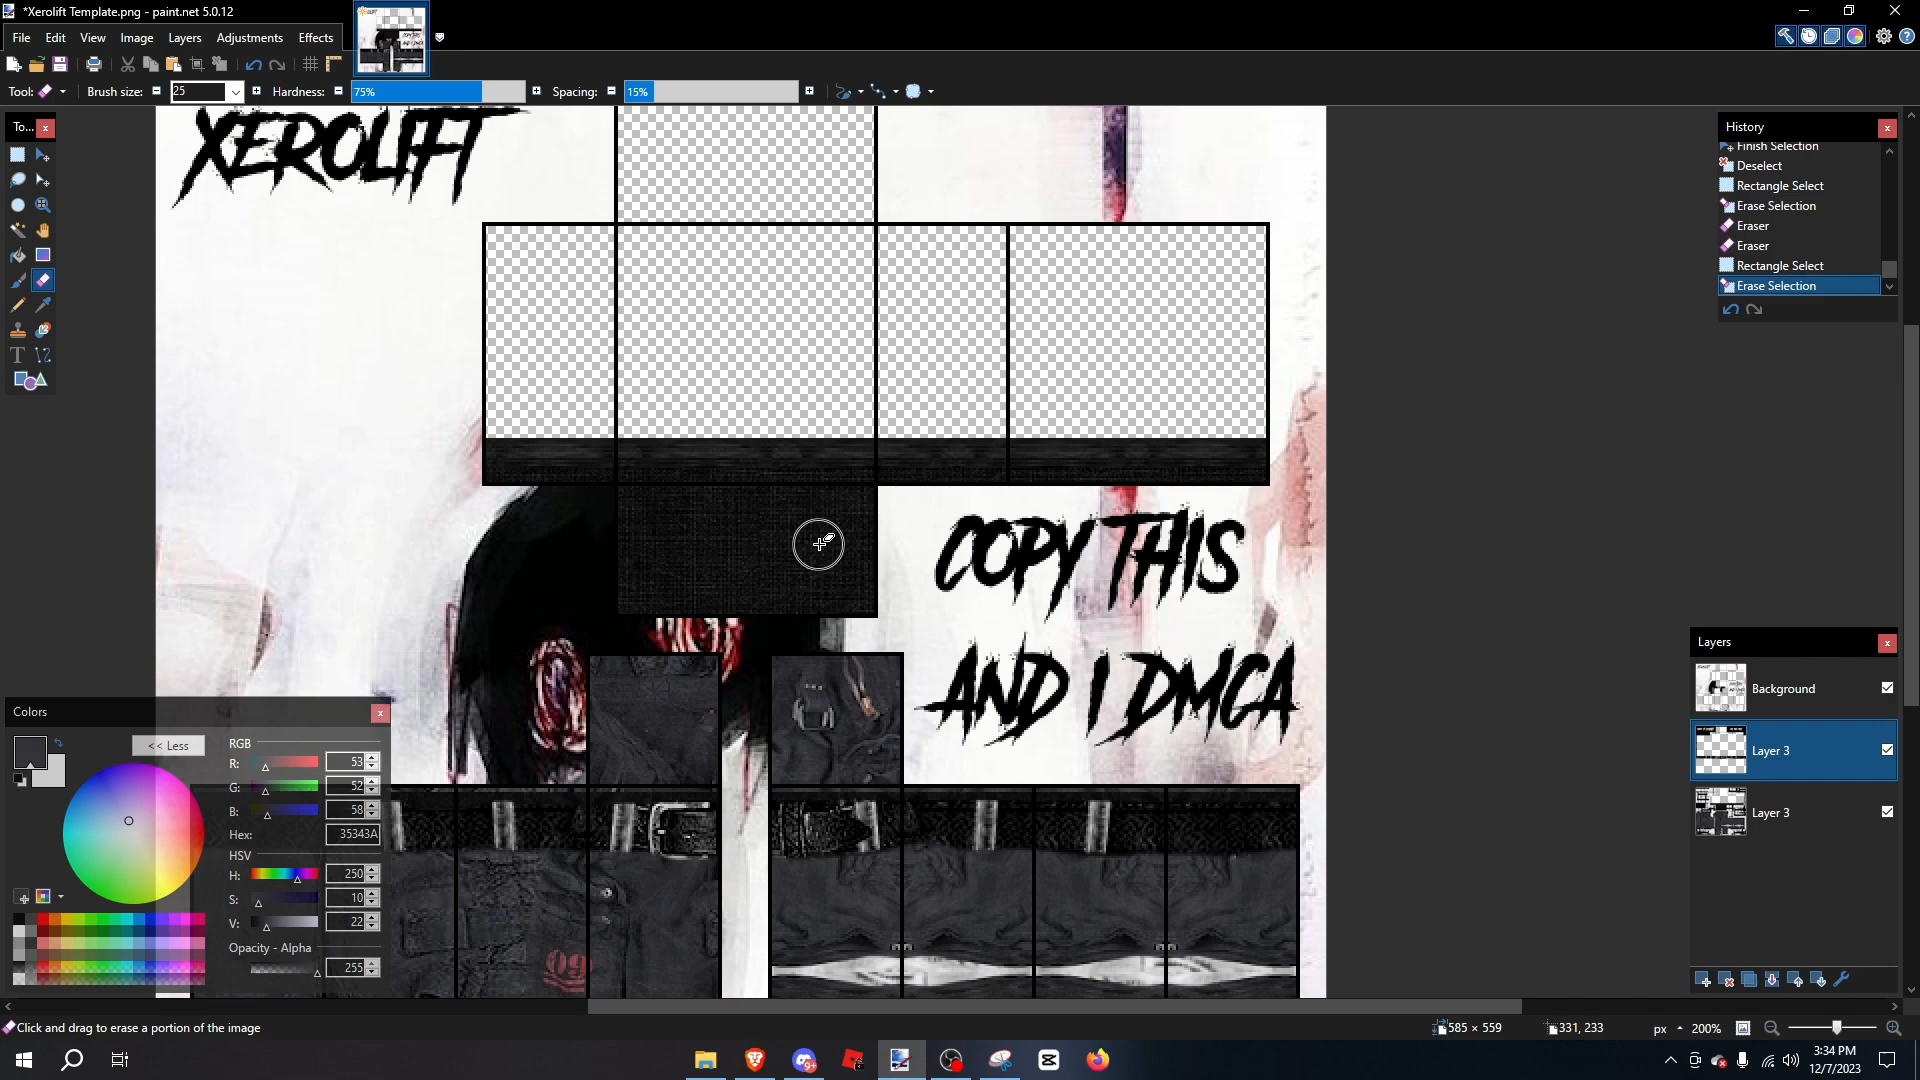 *Xerolift Template.png - paint.net 5.0.12
File Edit View Image Layers Adjustments Effects
Tool: Brush size: 25 Hardness: 75% Spacing: 15%
To...
XEROLIFT
History
Finish Selection
Deselect
Rectangle Select
Erase Selection
Eraser
Eraser
Rectangle Select
Erase Selection
COPY THIS
AND I DMCA
09
Layers
Background
Layer 3
Layer 3
Colors
<< Less
RGB
R: 53
G: 52
B: 58
Hex: 35343A
HSV
H: 250
S: 10
V: 22
Opacity - Alpha
255
Click and drag to erase a portion of the image
585 × 559
331, 233
px
200%
9+
3:34 PM
12/7/2023